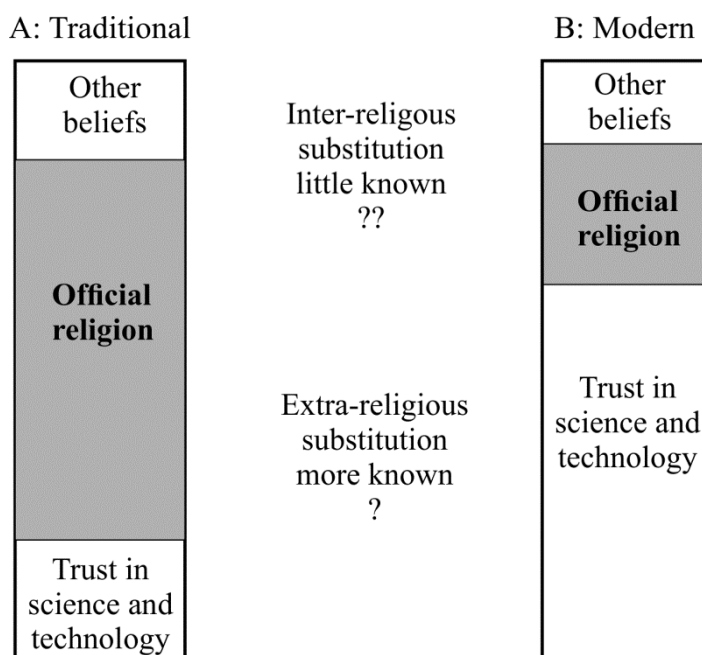 A: Traditional
Other
beliefs
Official
religion
Trust in
science and
technology
Inter-religous
substitution
little known
??
Extra-religious
substitution
more known
?
B: Modern
Other
beliefs
Official
religion
Trust in
science and
technology